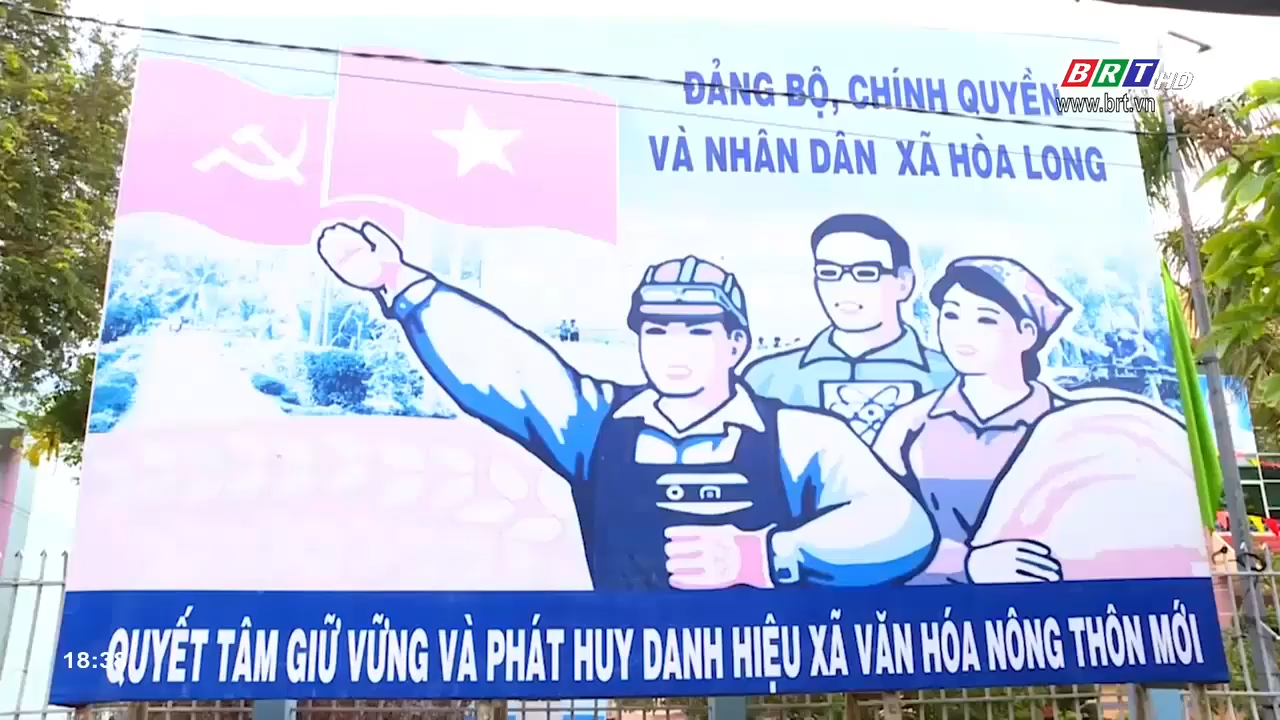 BRT HD
www.brt.vn
ĐẢNG BỘ, CHÍNH QUYỀN
VÀ NHÂN DÂN XÃ HÒA LONG
QUYẾT TÂM GIỮ VỮNG VÀ PHÁT HUY DANH HIỆU XÃ VĂN HÓA NÔNG THÔN MỚI